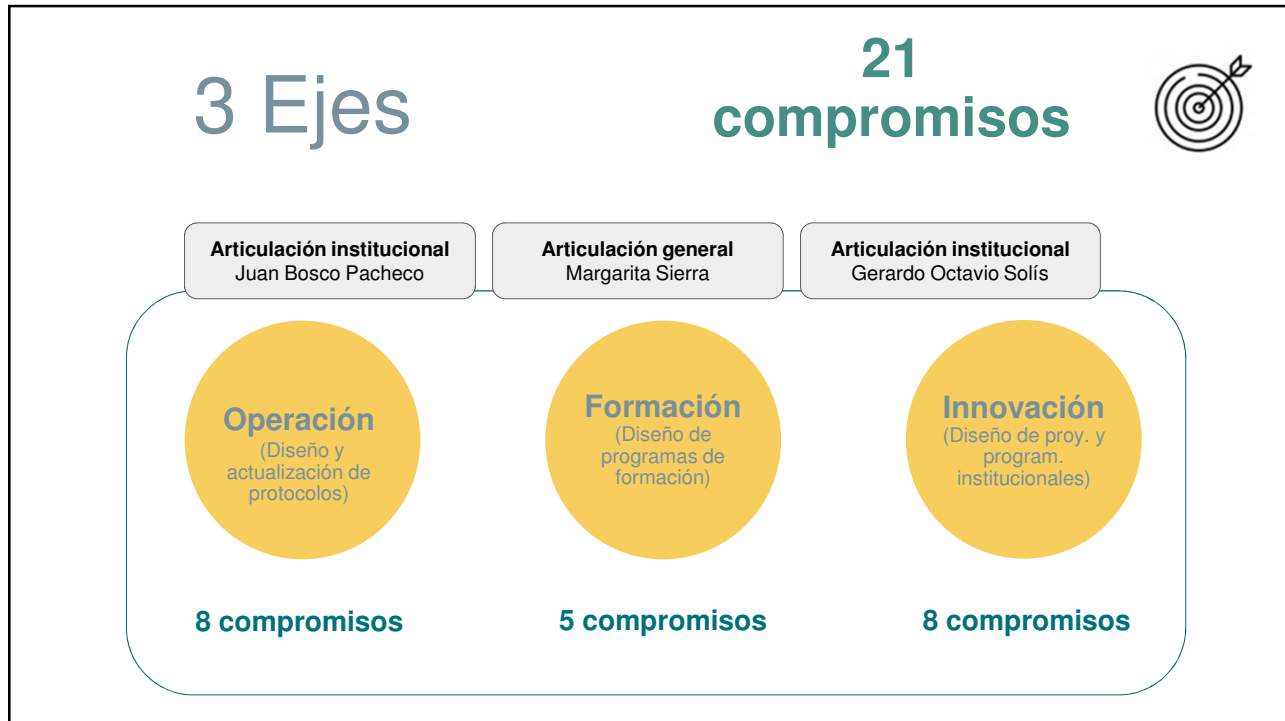 3 Ejes
21
compromisos
Articulación institucional
Juan Bosco Pacheco
Articulación general
Margarita Sierra
Articulación institucional
Gerardo Octavio Solís
Operación
(Diseño y
actualización de
protocolos)
Formación
(Diseño de
programas de
formación)
Innovación
(Diseño de proy. y
program.
institucionales)
8 compromisos
5 compromisos
8 compromisos